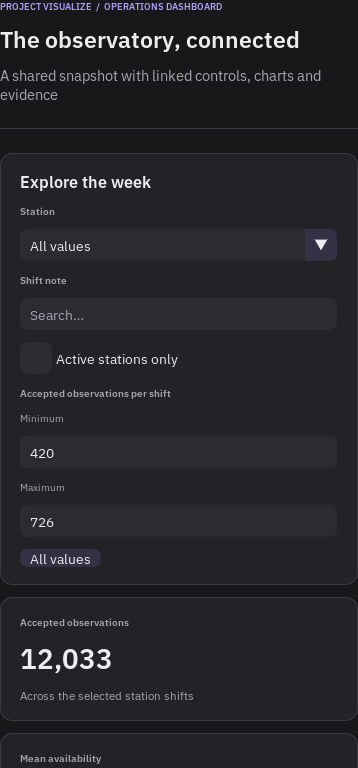 PROJECT VISUALIZE / OPERATIONS DASHBOARD
The observatory, connected
A shared snapshot with linked controls, charts and
evidence
Explore the week
Station
All values
Shift note
Search...
Active stations only
Accepted observations per shift
Minimum
420
Maximum
726
All values
Accepted observations
12,033
Across the selected station shifts
Mean availability